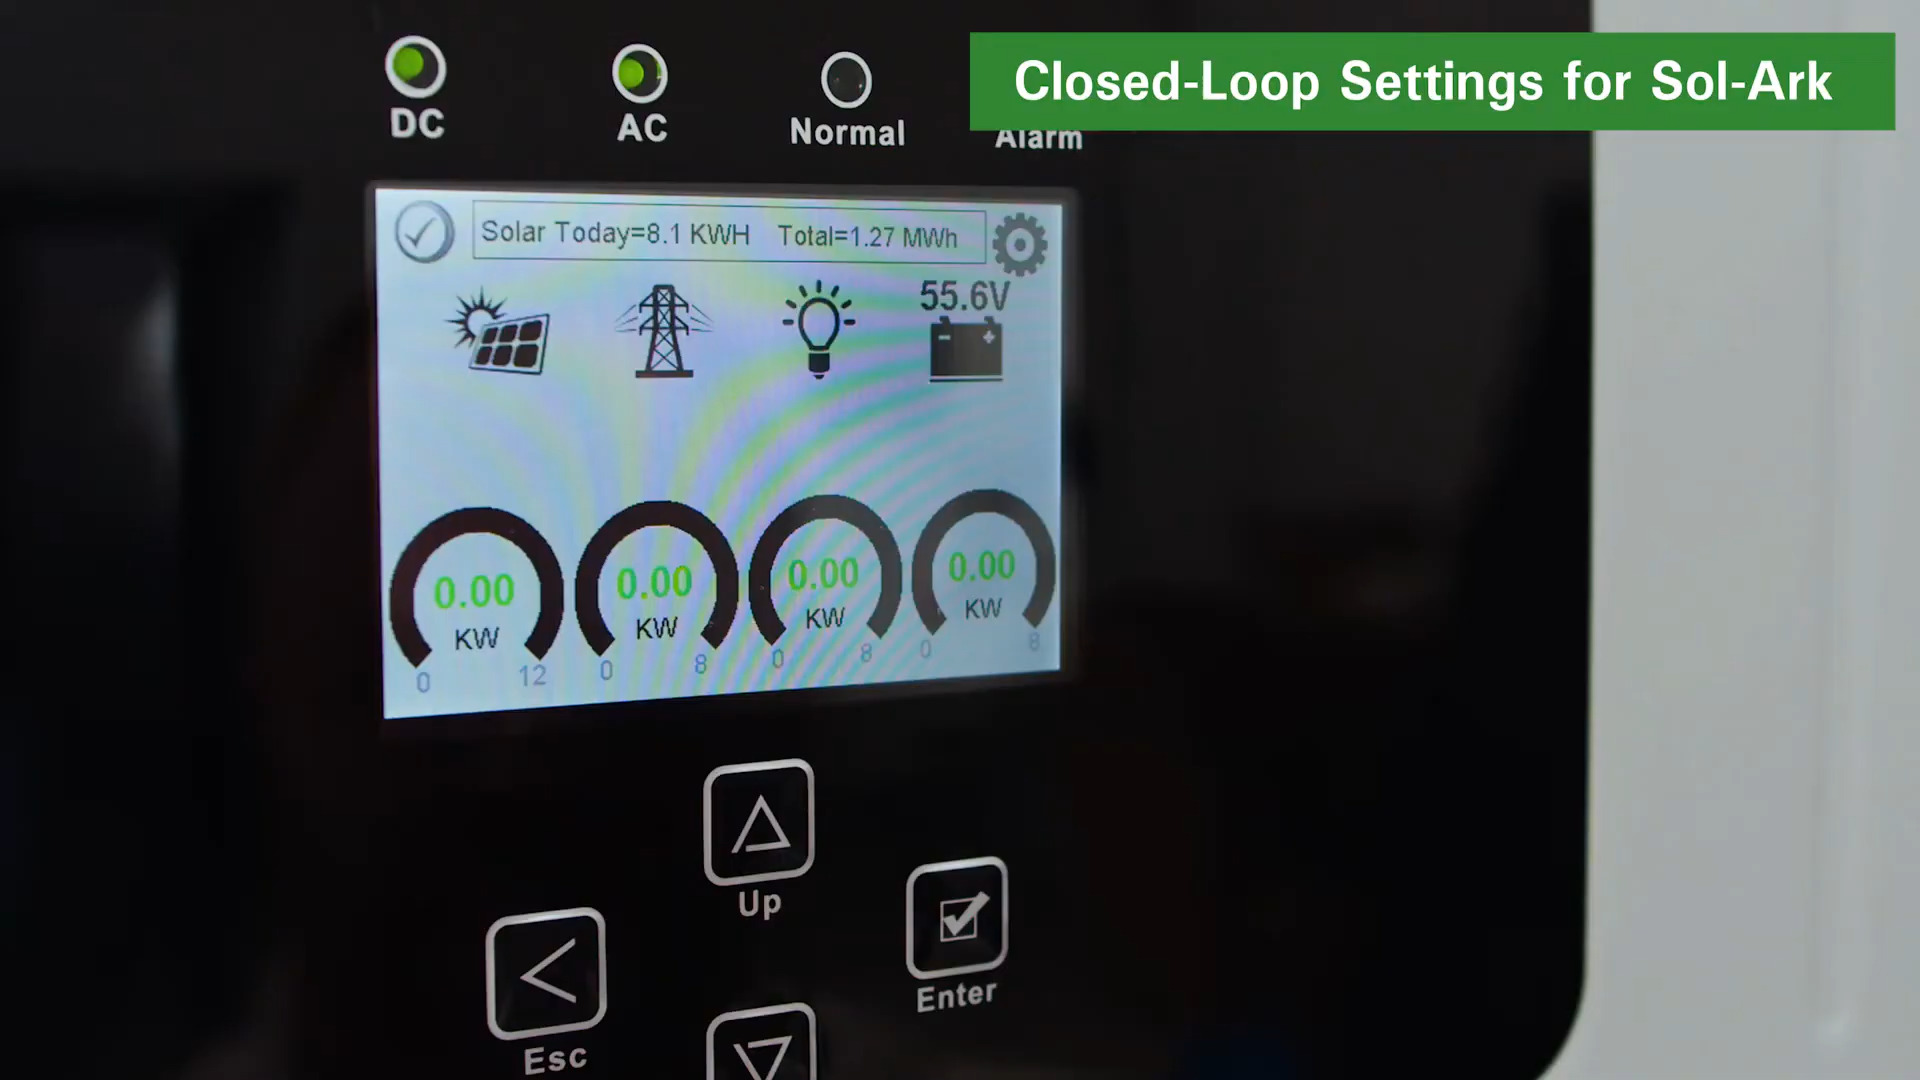 Closed-Loop Settings for Sol-Ark
DC
AC
Normal
Alarm
Solar Today=8.1 KWH Total=1.27 MWh
55.6V
0.00 0.00 0.00 0.00
KW KW KW KW
0 12 0 8 0 8 0 8
Up
Enter
Esc